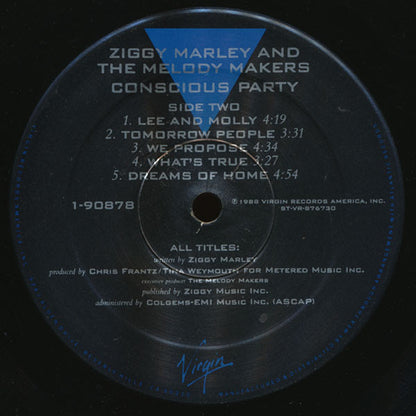 ZIGGY MARLEY AND
THE MELODY MAKERS
CONSCIOUS PARTY
SIDE TWO
1. LEE AND MOLLY 4:19
2. TOMORROW PEOPLE 3:31
3. WE PROPOSE 4:34
4. WHAT'S TRUE 3:27
5. DREAMS OF HOME 4:54
1-90878
℗ 1988 VIRGIN RECORDS AMERICA, INC.
ST-VR-876730
ALL TITLES:
written by ZIGGY MARLEY
produced by CHRIS FRANTZ/TINA WEYMOUTH FOR METERED MUSIC INC.
executive producer THE MELODY MAKERS
published by ZIGGY MUSIC INC.
administered by COLGEMS-EMI MUSIC INC. (ASCAP)
Virgin